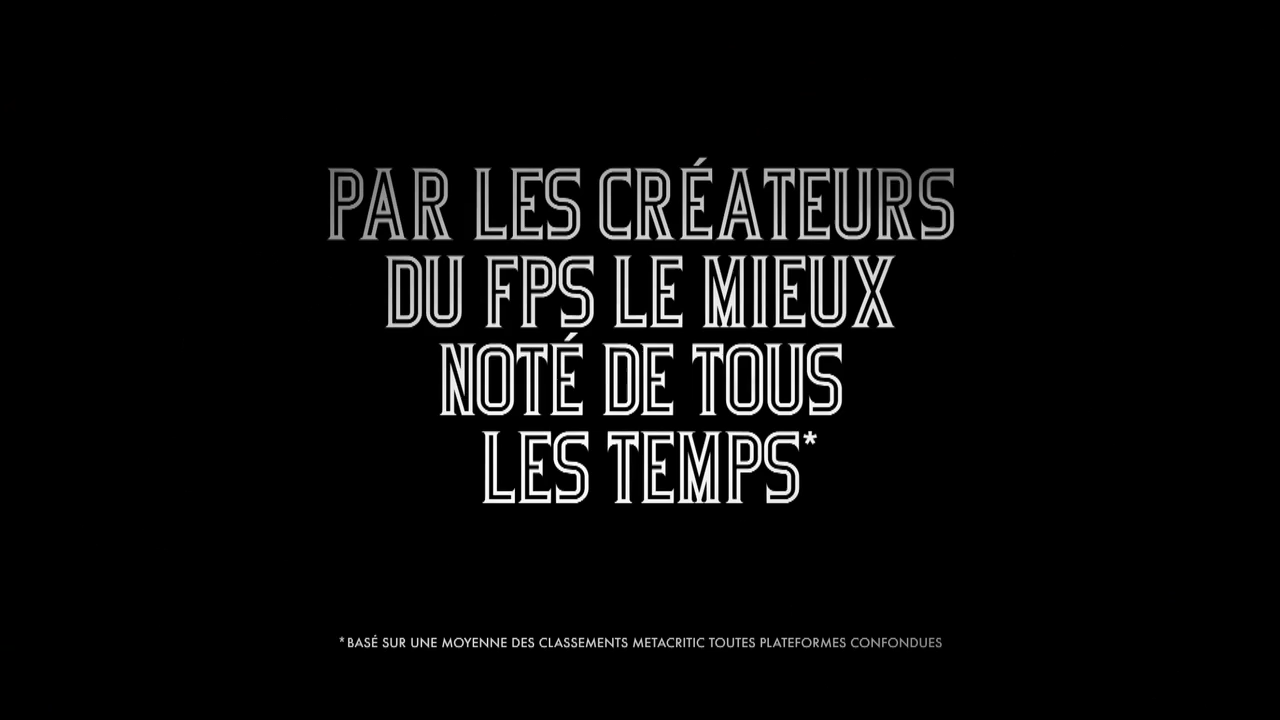 PAR LES CRÉATEURS
DU FPS LE MIEUX
NOTÉ DE TOUS
LES TEMPS*
*BASÉ SUR UNE MOYENNE DES CLASSEMENTS METACRITIC TOUTES PLATEFORMES CONFONDUES